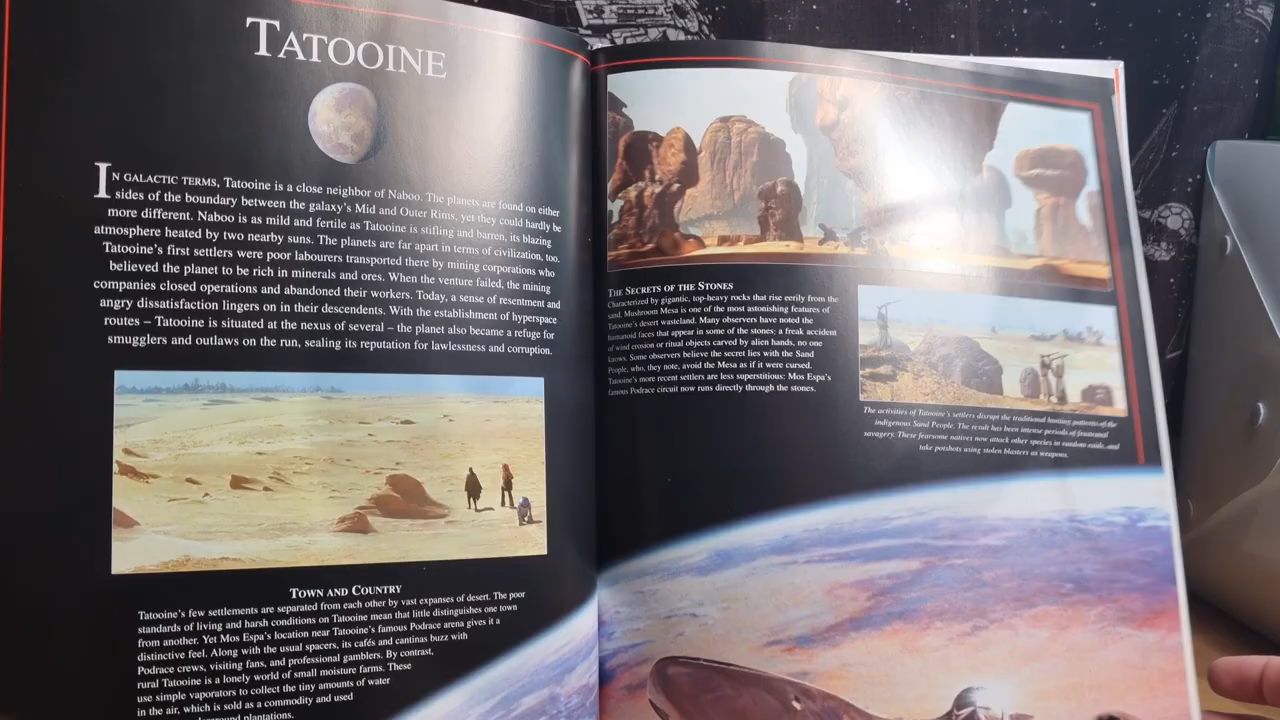 TATOOINE
IN GALACTIC TERMS, Tatooine is a close neighbor of Naboo. The planets are found on either
sides of the boundary between the galaxy's Mid and Outer Rims, yet they could hardly be
more different. Naboo is as mild and fertile as Tatooine is stifling and barren, its blazing
atmosphere heated by two nearby suns. The planets are far apart in terms of civilization, too.
Tatooine's first settlers were poor labourers transported there by mining corporations who
believed the planet to be rich in minerals and ores. When the venture failed, the mining
companies closed operations and abandoned their workers. Today, a sense of resentment and
angry dissatisfaction lingers on in their descendents. With the establishment of hyperspace
routes – Tatooine is situated at the nexus of several – the planet also became a refuge for
smugglers and outlaws on the run, sealing its reputation for lawlessness and corruption.
TOWN AND COUNTRY
Tatooine's few settlements are separated from each other by vast expanses of desert. The poor
standards of living and harsh conditions on Tatooine mean that little distinguishes one town
from another. Yet Mos Espa's location near Tatooine's famous Podrace arena gives it a
distinctive feel. Along with the usual spacers, its cafés and cantinas buzz with
Podrace crews, visiting fans, and professional gamblers. By contrast,
rural Tatooine is a lonely world of small moisture farms. These
use simple vaporators to collect the tiny amounts of water
in the air, which is sold as a commodity and used
plantations.
THE SECRETS OF THE STONES
Characterized by gigantic, top-heavy rocks that rise eerily from the
sand, Mushroom Mesa is one of the most astonishing features of
Tatooine's desert wasteland. Many observers have noted the
humanoid faces that appear in some of the stones; a freak accident
of wind erosion or ritual objects carved by alien hands, no one
knows. Some observers believe the secret lies with the Sand
People, who, they note, avoid the Mesa as if it were cursed.
Tatooine's more recent settlers are less superstitious: Mos Espa's
famous Podrace circuit now runs directly through the stones.
The activities of Tatooine's settlers disrupt the traditional hunting patterns of the
indigenous Sand People. The result has been intense periods of
savagery. These fearsome natives now attack other species in random raids, and
take potshots using stolen blasters as weapons.